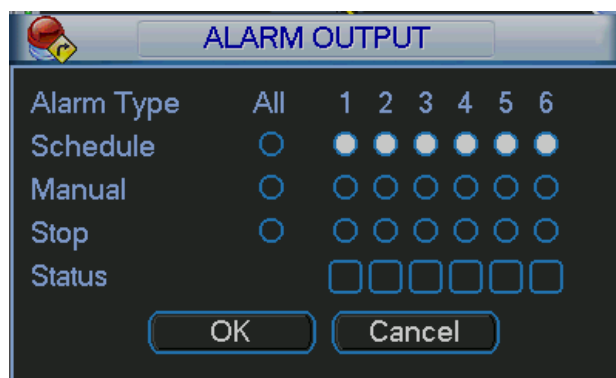 ALARM OUTPUT
Alarm Type All 1 2 3 4 5 6
Schedule
Manual
Stop
Status
OK Cancel